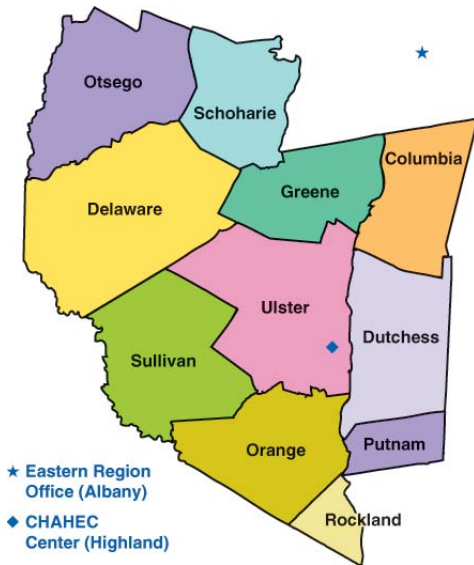 Otsego
Schoharie
Columbia
Greene
Delaware
Ulster
Dutchess
Sullivan
Orange
Putnam
Rockland
Eastern Region
Office (Albany)
CHAHEC
Center (Highland)